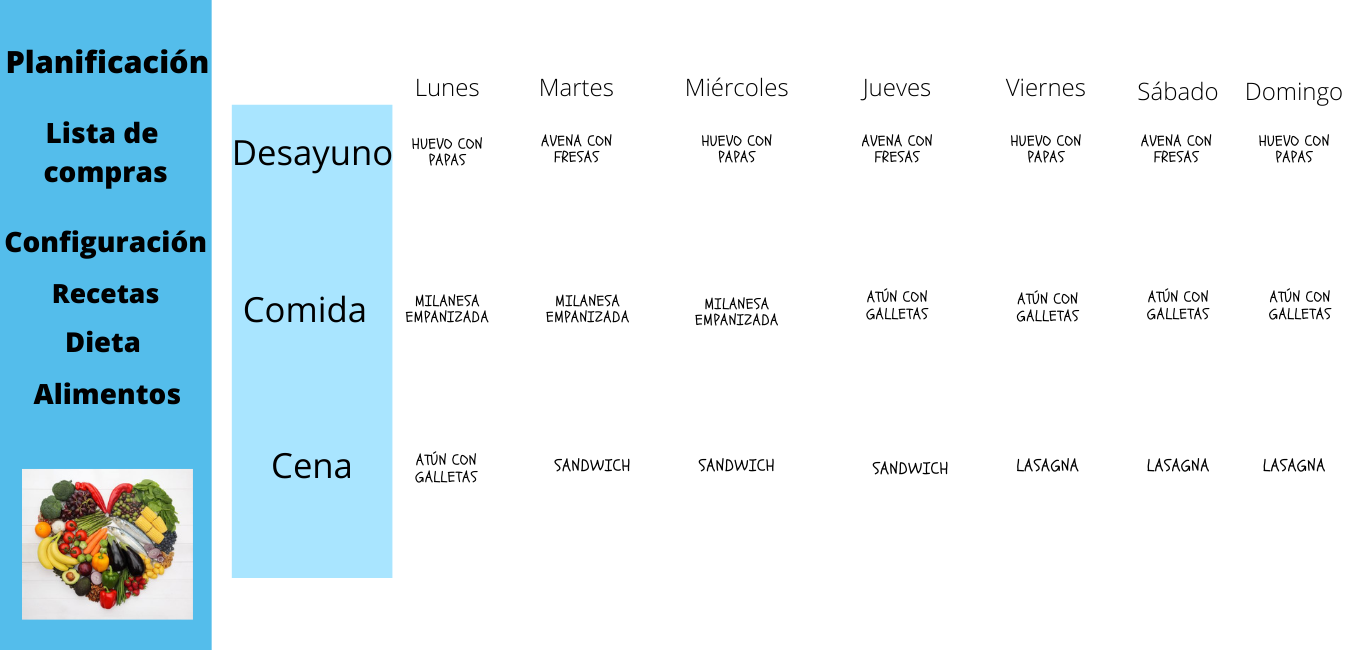 Planificación
Lista de
compras
Configuración
Recetas
Dieta
Alimentos
Lunes Martes Miércoles Jueves Viernes Sábado Domingo
Desayuno
HUEVO CON
PAPAS
AVENA CON
FRESAS
HUEVO CON
PAPAS
AVENA CON
FRESAS
HUEVO CON
PAPAS
AVENA CON
FRESAS
HUEVO CON
PAPAS
Comida
MILANESA
EMPANIZADA
MILANESA
EMPANIZADA
MILANESA
EMPANIZADA
ATÚN CON
GALLETAS
ATÚN CON
GALLETAS
ATÚN CON
GALLETAS
ATÚN CON
GALLETAS
Cena
ATÚN CON
GALLETAS
SANDWICH
SANDWICH
SANDWICH
LASAGNA
LASAGNA
LASAGNA